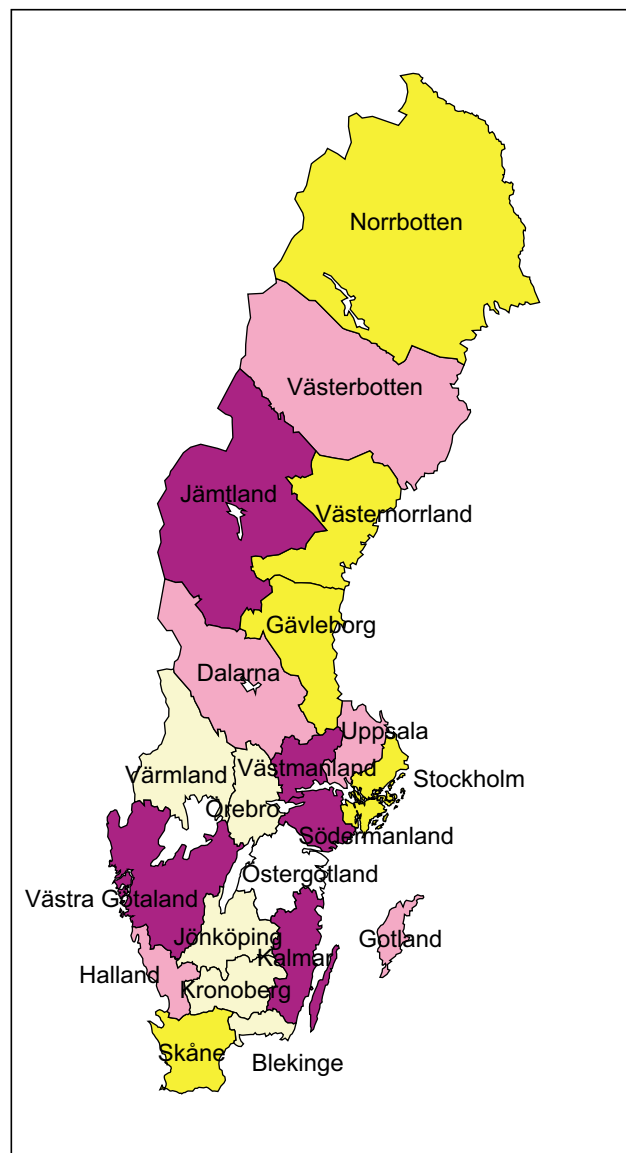 Norrbotten
Västerbotten
Jämtland
Västernorrland
Gävleborg
Dalarna
Uppsala
Värmland
Västmanland
Stockholm
Örebro
Södermanland
Östergötland
Västra Götaland
Jönköping
Gotland
Kalmar
Halland
Kronoberg
Skåne
Blekinge